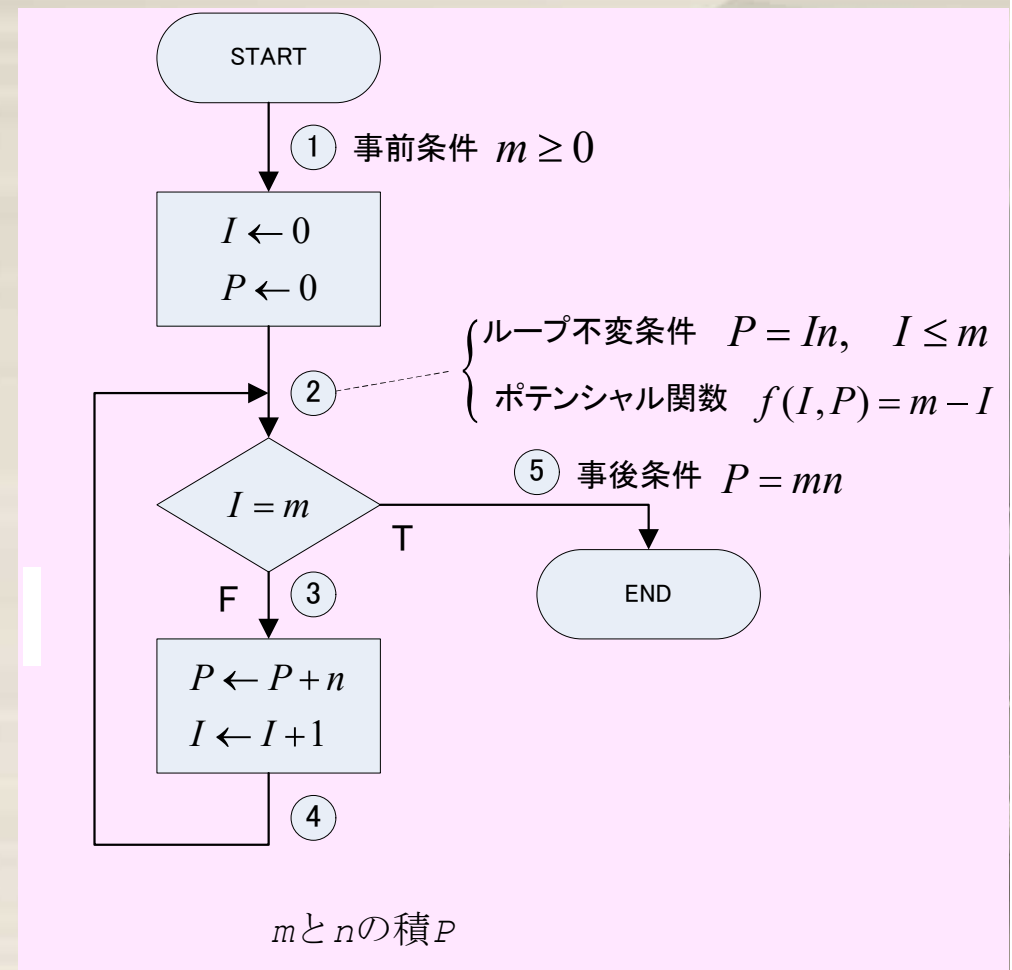 START
① 事前条件 m ≥ 0
I ← 0
P ← 0
ループ不変条件 P = In, I ≤ m
②
ポテンシャル関数 f(I, P) = m − I
⑤ 事後条件 P = mn
I = m
T
F ③
END
P ← P + n
I ← I + 1
④
mとnの積P